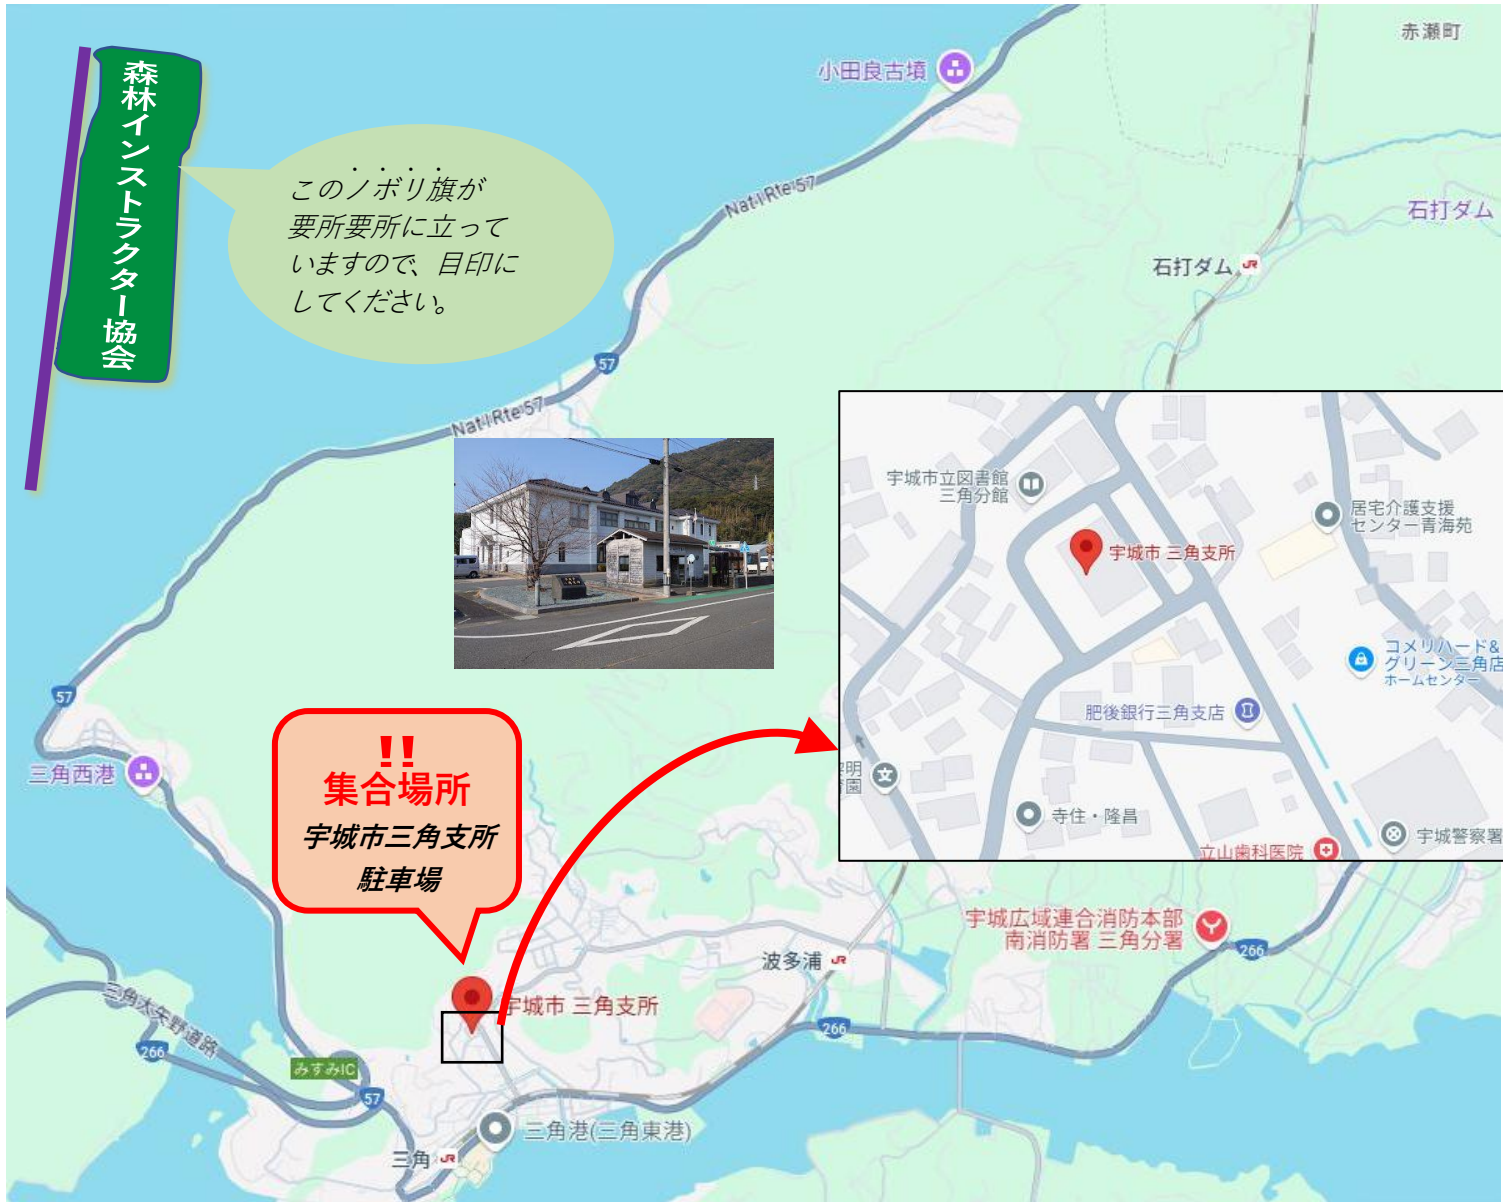 森林インストラクター協会
このノボリ旗が
要所要所に立って
いますので、目印に
してください。
赤瀬町
小田良古墳
Nat'l Rte 57
石打ダム
石打ダム
JR
57
Nat'l Rte 57
宇城市立図書館
三角分館
居宅介護支援
センター青海苑
宇城市 三角支所
コメリハード&
グリーン三角店
ホームセンター
肥後銀行三角支店
明
園
文
寺住・隆昌
立山歯科医院
宇城警察署
57
三角西港
!!
集合場所
宇城市三角支所
駐車場
宇城広域連合消防本部
南消防署 三角分署
266
波多浦
JR
宇城市 三角支所
266
三角大矢野道路
266
みすみIC
57
三角港(三角東港)
三角
JR